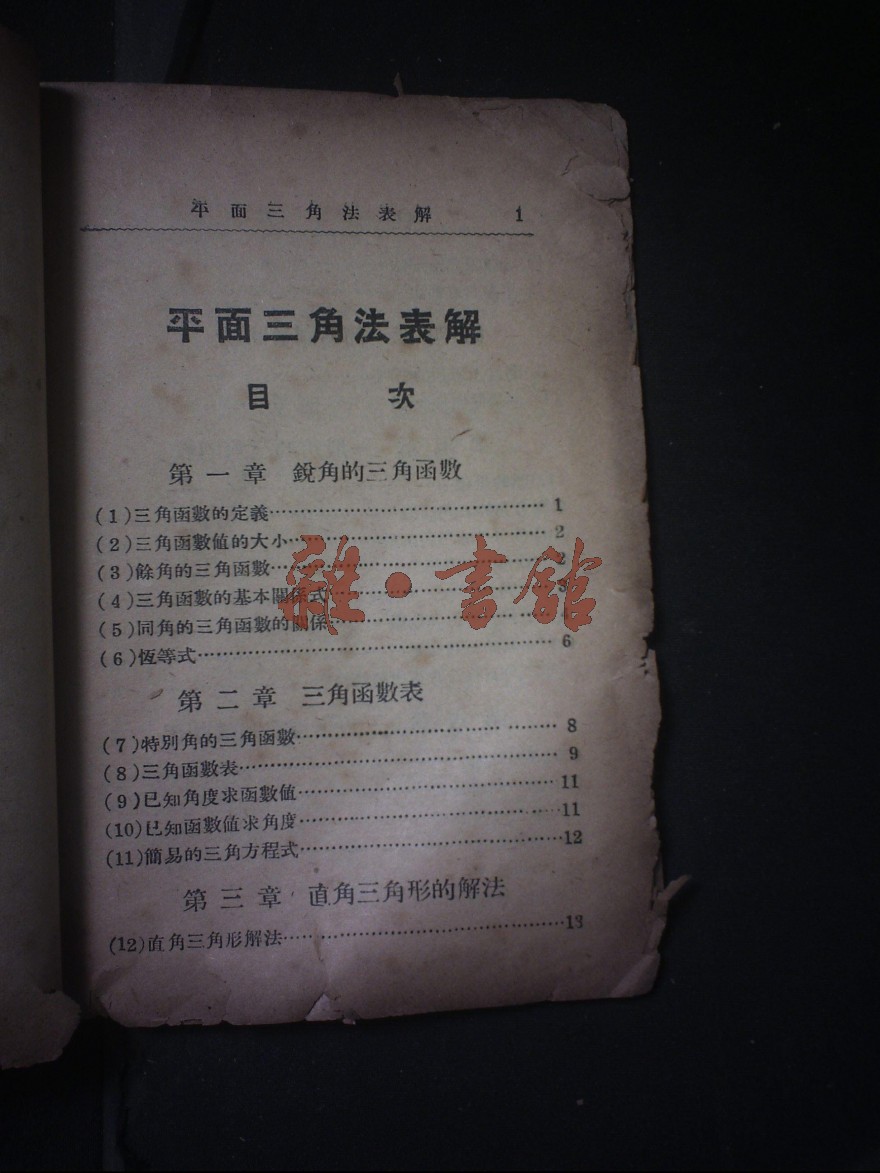 平面三角法表解 1
平面三角法表解
目 次
第一章 銳角的三角函數
(1)三角函數的定義……………………………………1
(2)三角函數值的大小…………………………………2
(3)餘角的三角函數……………………………………2
(4)三角函數的基本關係式……………………………3
(5)同角的三角函數的關係……………………………
(6)恆等式………………………………………………6
第二章 三角函數表
(7)特別角的三角函數…………………………………8
(8)三角函數表…………………………………………9
(9)已知角度求函數值…………………………………11
(10)已知函數值求角度…………………………………11
(11)簡易的三角方程式…………………………………12
第三章 直角三角形的解法
(12)直角三角形解法……………………………………13
雜·書館